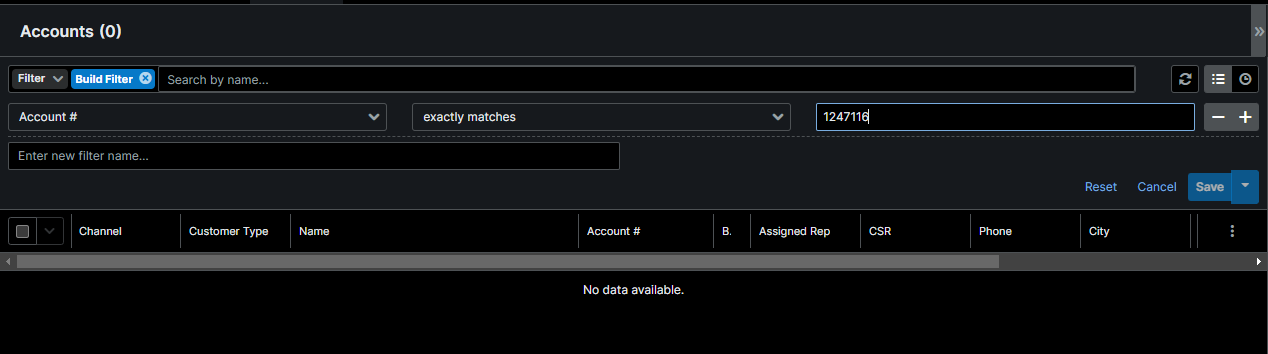 Accounts (0)
Filter Build Filter Search by name...
Account # exactly matches 1247116
Enter new filter name...
Reset Cancel Save
Channel Customer Type Name Account # B. Assigned Rep CSR Phone City
No data available.